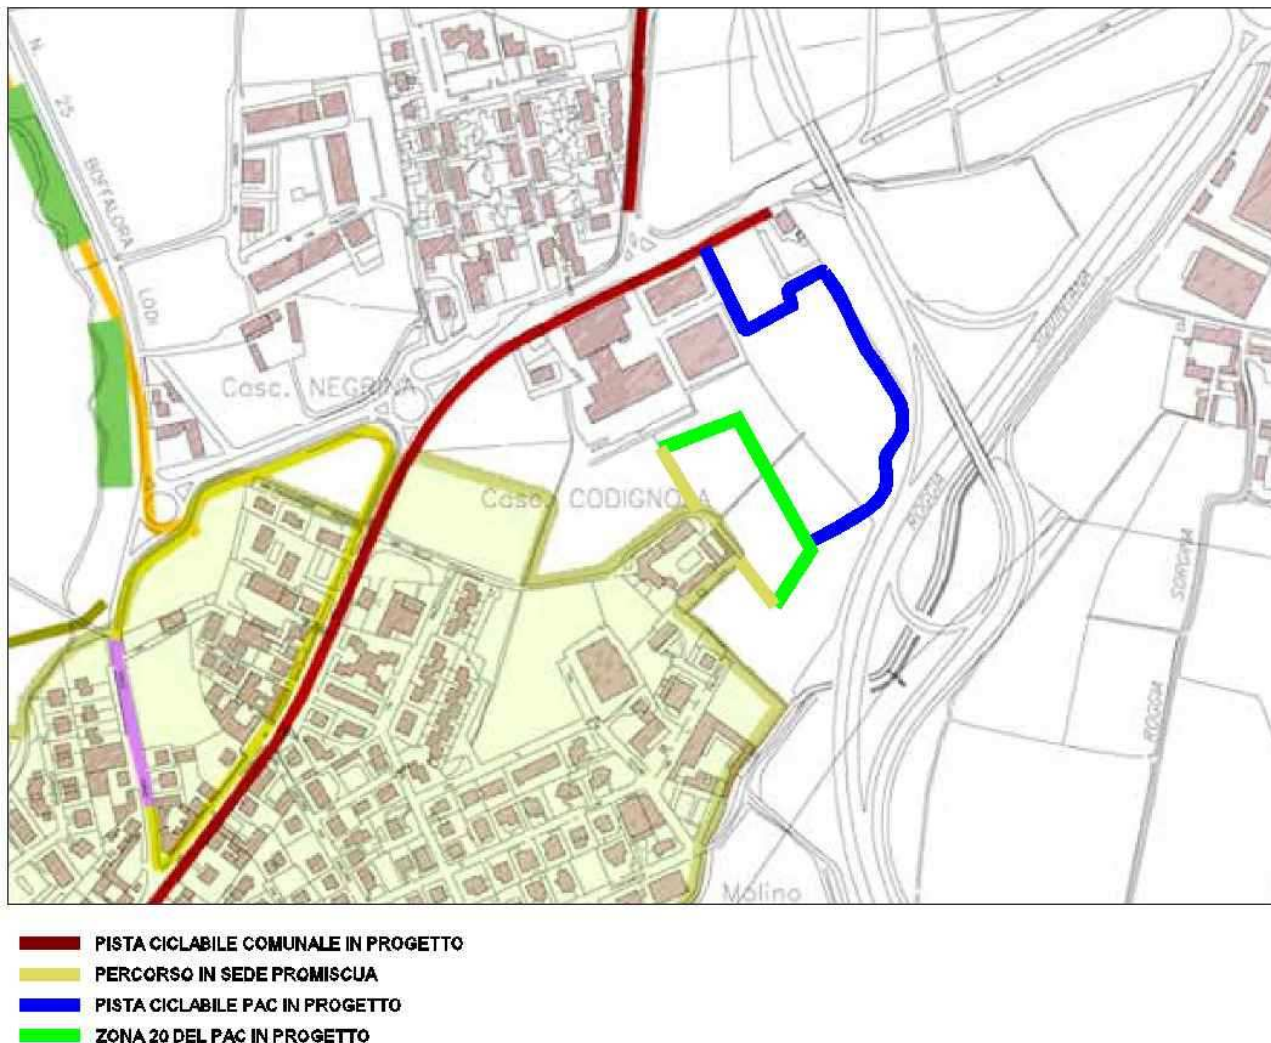 N
25
BOFFALORA
LODI
Casc. NEGRINA
Casc. CODIGNOLA
ROGGIA
SORGINA
ROGGIA
Molino
PISTA CICLABILE COMUNALE IN PROGETTO
PERCORSO IN SEDE PROMISCUA
PISTA CICLABILE PAC IN PROGETTO
ZONA 20 DEL PAC IN PROGETTO